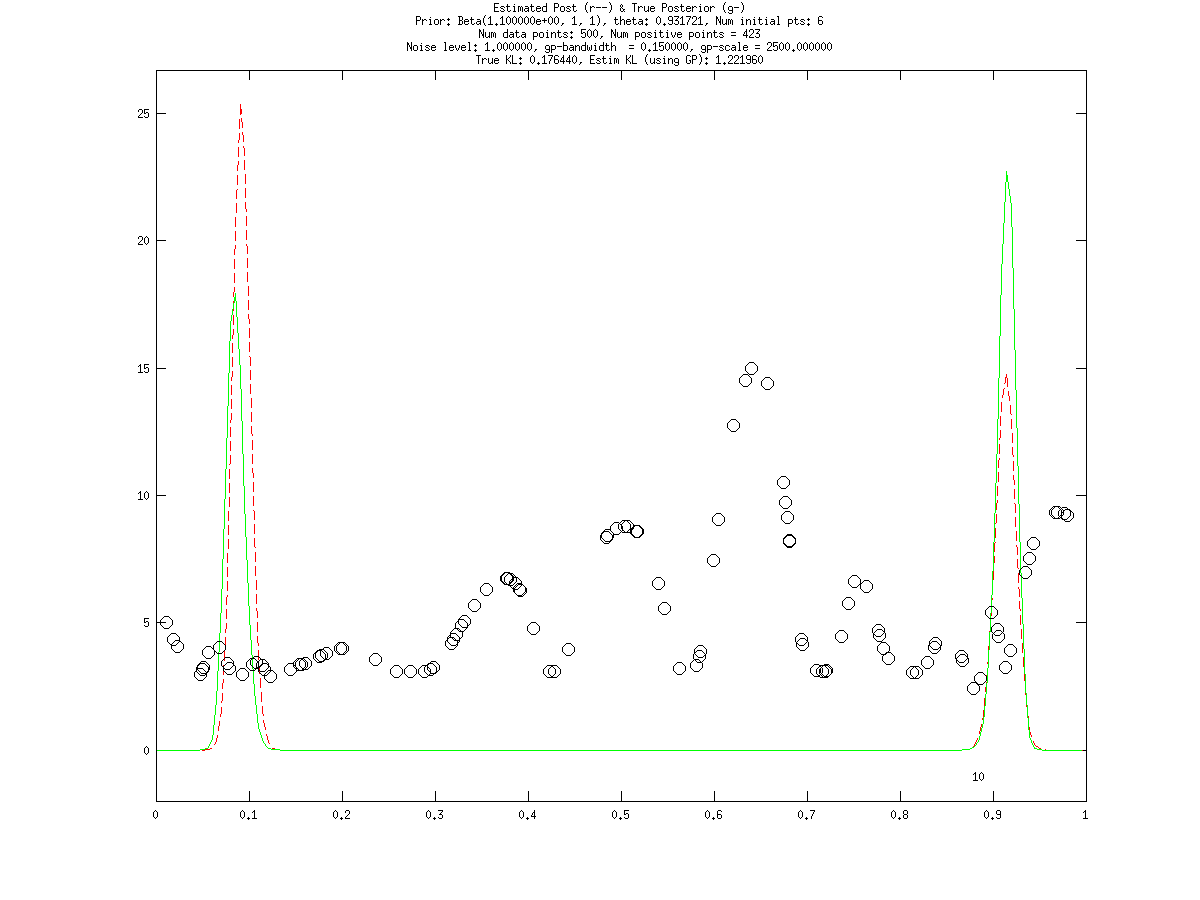 Estimated Post (r--) & True Posterior (g-)
Prior: Beta(1.100000e+00, 1, 1), theta: 0.931721, Num initial pts: 6
Num data points: 500, Num positive points = 423
Noise level: 1.000000, gp-bandwidth  = 0.150000, gp-scale = 2500.000000
True KL: 0.176440, Estim KL (using GP): 1.221960
25
20
15
10
5
0
10
0 0.1 0.2 0.3 0.4 0.5 0.6 0.7 0.8 0.9 1